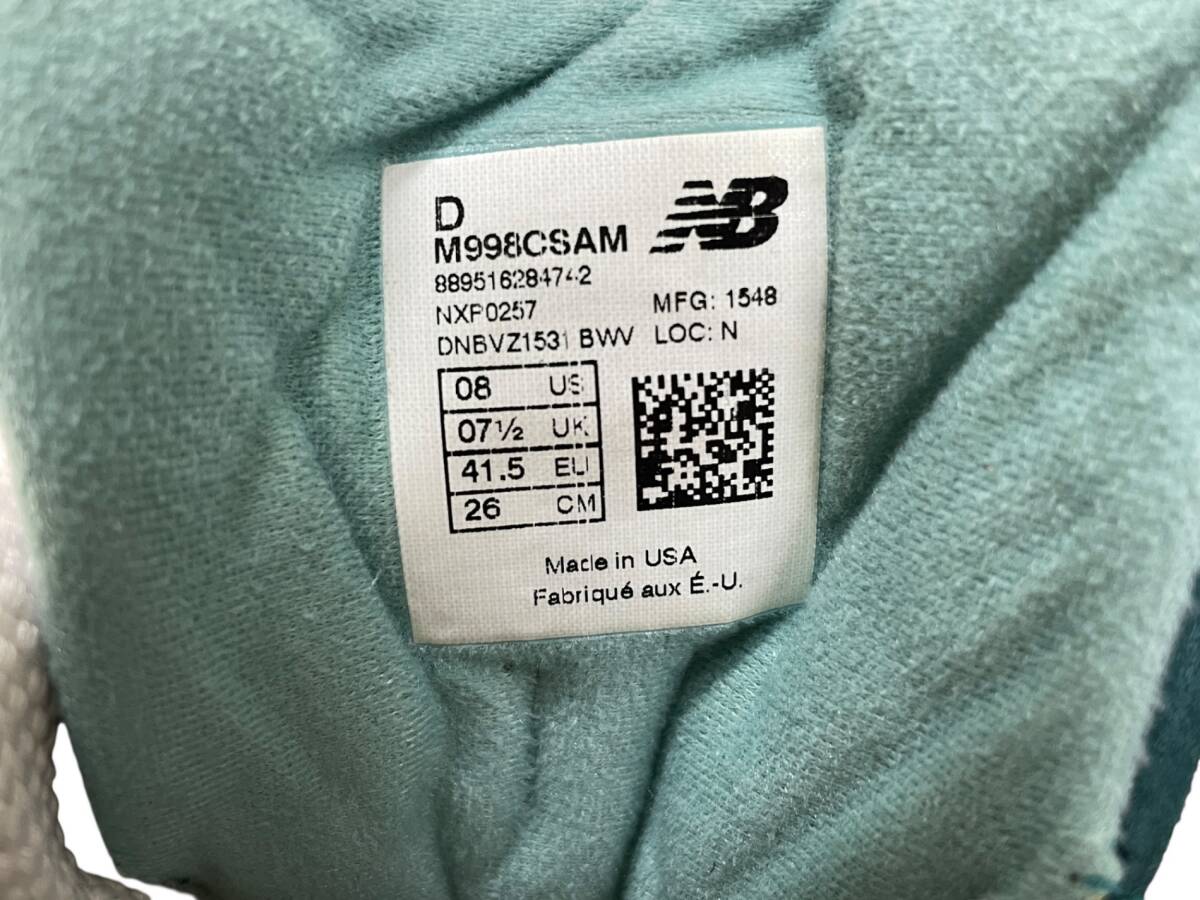 D
NB
M998CSAM
889516284742
NXP0257
MFG: 1548
DNBVZ1531 BWV
LOC: N
08 US
07½ UK
41.5 EU
26 CM
Made in USA
Fabriqué aux É.-U.